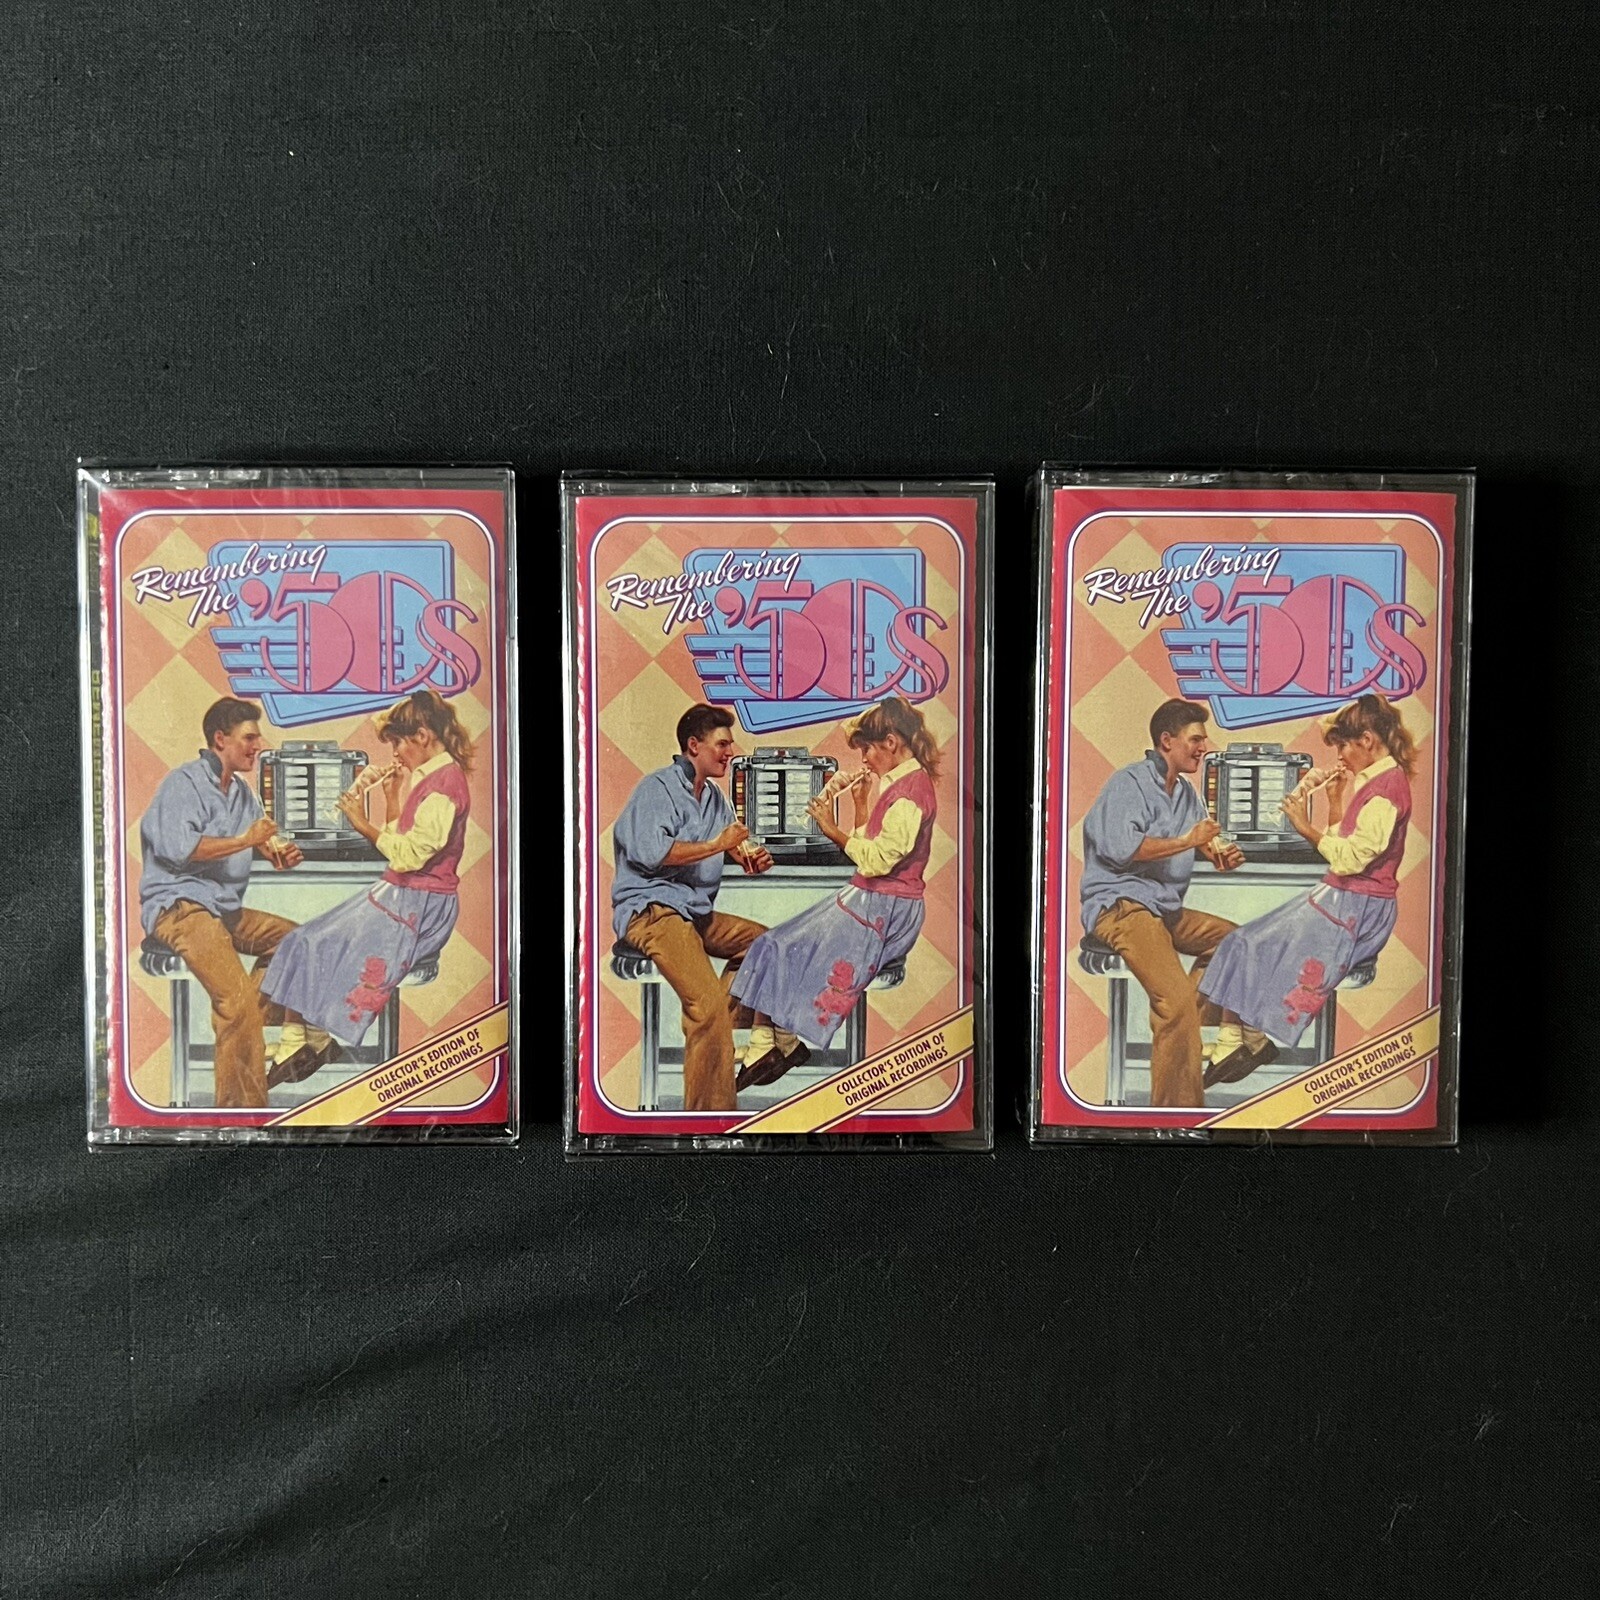 Remembering
The '50s
COLLECTOR'S EDITION OF
ORIGINAL RECORDINGS
Remembering
The '50s
COLLECTOR'S EDITION OF
ORIGINAL RECORDINGS
Remembering
The '50s
COLLECTOR'S EDITION OF
ORIGINAL RECORDINGS